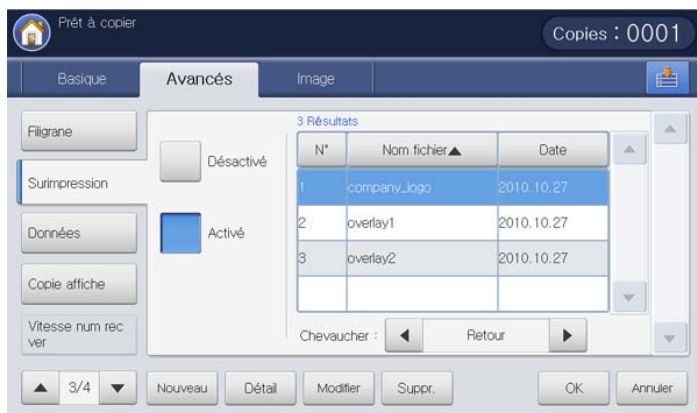 Prêt à copier
Copies : 0001
Basique
Avancés
Image
Filigrane
Surimpression
Données
Copie affiche
Vitesse num rec
ver
3/4
Désactivé
Activé
3 Résultats
N° Nom fichier▲ Date
1 company_logo 2010.10.27
2 overlay1 2010.10.27
3 overlay2 2010.10.27
Chevaucher : Retour
Nouveau
Détail
Modifier
Suppr.
OK
Annuler